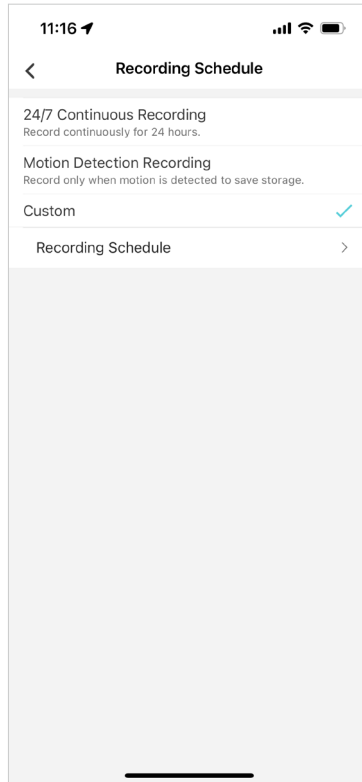 11:16
Recording Schedule
24/7 Continuous Recording
Record continuously for 24 hours.
Motion Detection Recording
Record only when motion is detected to save storage.
Custom
Recording Schedule